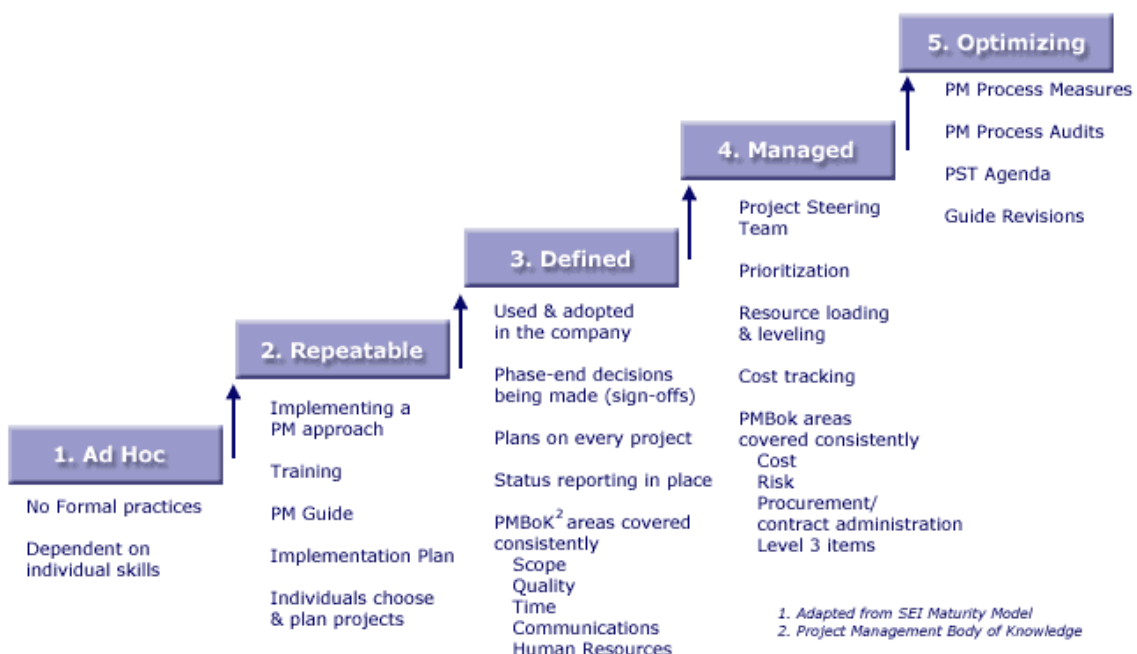 5. Optimizing
PM Process Measures
PM Process Audits
PST Agenda
Guide Revisions
4. Managed
Project Steering
Team
Prioritization
Resource loading
& leveling
Cost tracking
PMBok areas
covered consistently
Cost
Risk
Procurement/
contract administration
Level 3 items
3. Defined
Used & adopted
in the company
Phase-end decisions
being made (sign-offs)
Plans on every project
Status reporting in place
PMBoK² areas covered
consistently
Scope
Quality
Time
Communications
Human Resources
2. Repeatable
Implementing a
PM approach
Training
PM Guide
Implementation Plan
Individuals choose
& plan projects
1. Ad Hoc
No Formal practices
Dependent on
individual skills
1. Adapted from SEI Maturity Model
2. Project Management Body of Knowledge